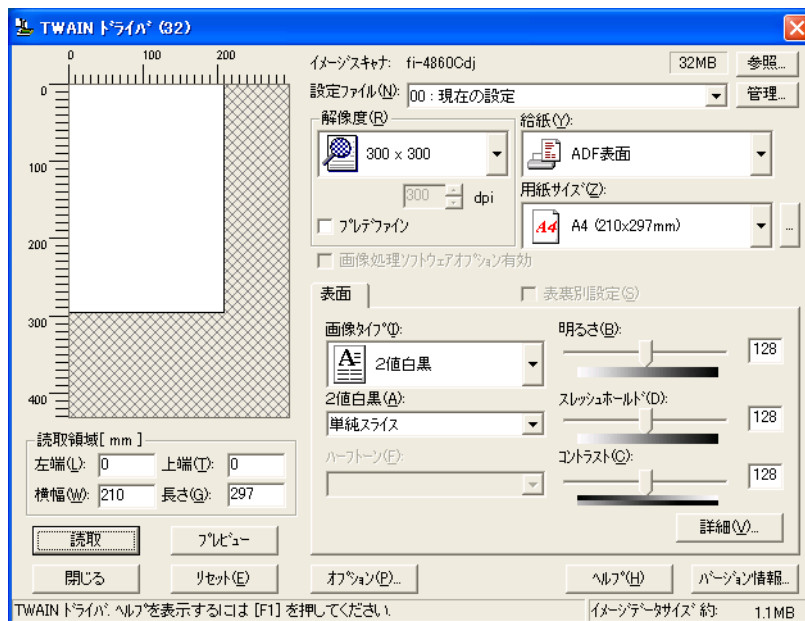 TWAIN ﾄﾞﾗｲﾊﾞ (32)
0 100 200
0
100
200
300
400
ｲﾒｰｼﾞｽｷｬﾅ: fi-4860Cdj 32MB 参照...
設定ﾌｧｲﾙ(N): 00 : 現在の設定 管理...
解像度(R)
300 x 300
300 dpi
ﾌﾟﾚﾃﾞﾌｧｲﾝ
給紙(Y):
ADF表面
用紙ｻｲｽﾞ(Z):
A4 A4 (210x297mm) ...
画像処理ｿﾌﾄｳｪｱｵﾌﾟｼｮﾝ有効
表面
表裏別設定(S)
画像ﾀｲﾌﾟ(I):
A 2値白黒
2値白黒(A):
単純ｽﾗｲｽ
ﾊｰﾌﾄｰﾝ(F):
明るさ(B):
128
ｽﾚｯｼｭﾎｰﾙﾄﾞ(D):
128
ｺﾝﾄﾗｽﾄ(C):
128
詳細(V)...
読取領域[ mm ]
左端(L): 0 上端(T): 0
横幅(W): 210 長さ(G): 297
読取 ﾌﾟﾚﾋﾞｭｰ
閉じる ﾘｾｯﾄ(E) ｵﾌﾟｼｮﾝ(P)... ﾍﾙﾌﾟ(H) ﾊﾞｰｼﾞｮﾝ情報...
TWAIN ﾄﾞﾗｲﾊﾞ. ﾍﾙﾌﾟを表示するには [F1] を押してください. ｲﾒｰｼﾞﾃﾞｰﾀｻｲｽﾞ 約: 1.1MB